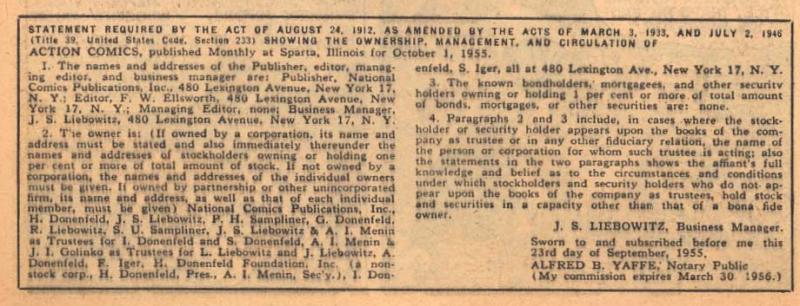 STATEMENT REQUIRED BY THE ACT OF AUGUST 24, 1912, AS AMENDED BY THE ACTS OF MARCH 3, 1933, AND JULY 2, 1946
(Title 39, United States Code, Section 233) SHOWING THE OWNERSHIP, MANAGEMENT, AND CIRCULATION OF
ACTION COMICS, published Monthly at Sparta, Illinois for October 1, 1955.
1. The names and addresses of the Publisher, editor, manag-
ing editor, and business manager are: Publisher, National
Comics Publications, Inc., 480 Lexington Avenue, New York 17,
N. Y.; Editor, F. W. Ellsworth, 480 Lexington Avenue, New
York 17, N. Y.; Managing Editor, none; Business Manager,
J. S. Liebowitz, 480 Lexington Avenue, New York 17, N. Y.
2. The owner is: (If owned by a corporation, its name and
address must be stated and also immediately thereunder the
names and addresses of stockholders owning or holding one
per cent or more of total amount of stock. If not owned by a
corporation, the names and addresses of the individual owners
must be given. If owned by partnership or other unincorporated
firm, its name and address, as well as that of each individual
member, must be given) National Comics Publications, Inc.,
H. Donenfeld, J. S. Liebowitz, P. H. Sampliner, G. Donenfeld,
R. Liebowitz, S. U. Sampliner, J. S. Liebowitz & A. I. Menin
as Trustees for I. Donenfeld and S. Donenfeld, A. I. Menin &
J. I. Golinko as Trustees for L. Liebowitz and J. Liebowitz, A.
Donenfeld, F. Iger, H. Donenfeld Foundation, Inc. (a non-
stock corp., H. Donenfeld, Pres., A. I. Menin, Sec'y.), I. Don-
enfeld, S. Iger, all at 480 Lexington Ave., New York 17, N. Y.
3. The known bondholders, mortgagees, and other security
holders owning or holding 1 per cent or more of total amount
of bonds, mortgages, or other securities are: none.
4. Paragraphs 2 and 3 include, in cases where the stock-
holder or security holder appears upon the books of the com-
pany as trustee or in any other fiduciary relation, the name of
the person or corporation for whom such trustee is acting; also
the statements in the two paragraphs shows the affiant's full
knowledge and belief as to the circumstances and conditions
under which stockholders and security holders who do not ap-
pear upon the books of the company as trustees, hold stock
and securities in a capacity other than that of a bona fide
owner.
J. S. LIEBOWITZ, Business Manager.
Sworn to and subscribed before me this
23rd day of September, 1955,
ALFRED B. YAFFE, Notary Public
(My commission expires March 30 1956.)